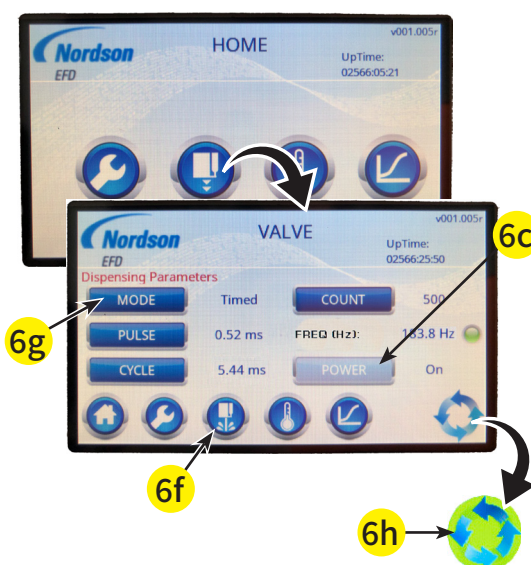 v001.005r
Nordson
EFD
HOME
UpTime:
02566:05:21
v001.005r
Nordson
EFD
VALVE
UpTime:
02566:25:50
6c
Dispensing Parameters
MODE Timed COUNT 500
6g
PULSE 0.52 ms FREQ (Hz): 183.8 Hz
CYCLE 5.44 ms POWER On
6f
6h